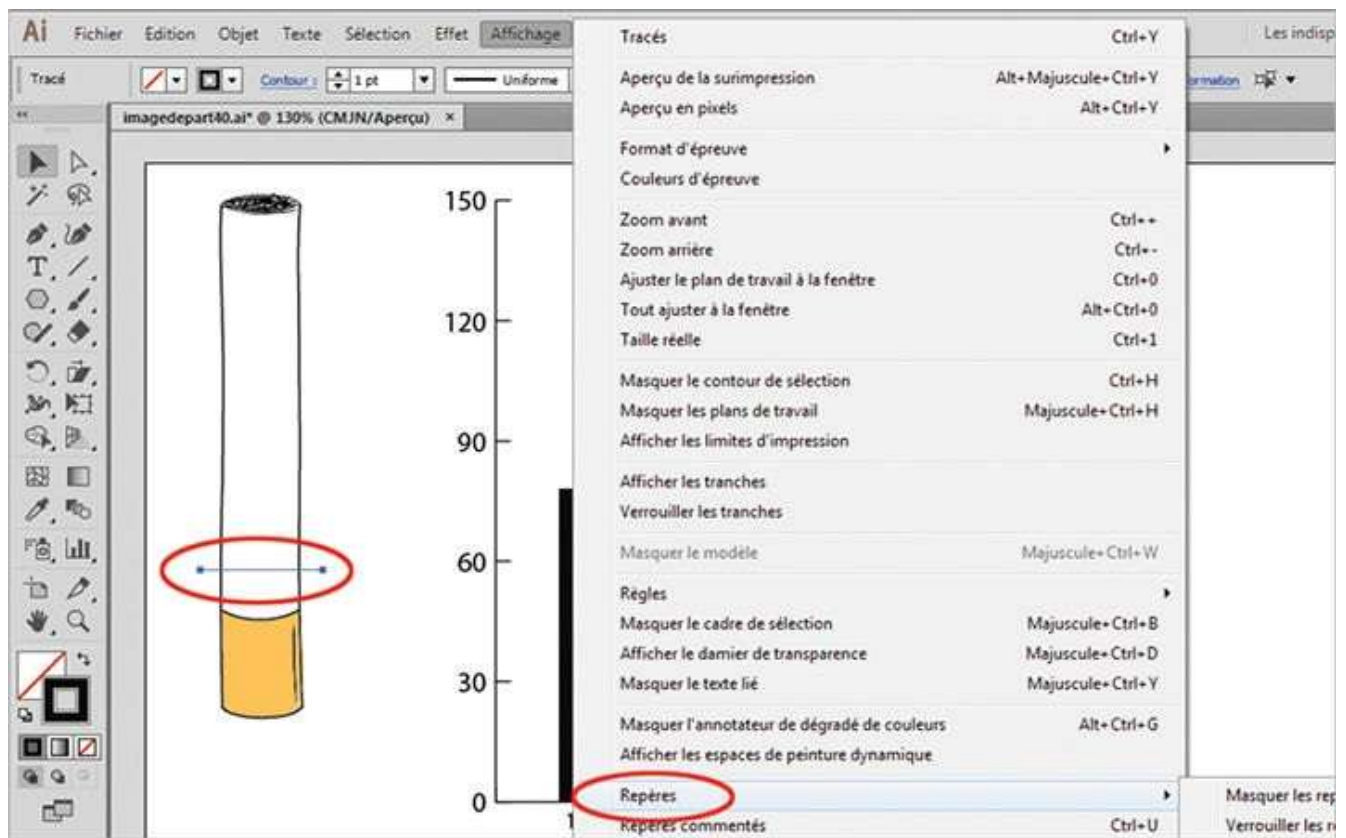 Ai Fichier Edition Objet Texte Sélection Effet Affichage
Les indisp
Tracé Contour : 1 pt Uniforme
ormation
imagedepart40.ai* @ 130% (CMJN/Aperçu) ×
150
120
90
60
30
0
1
Tracés Ctrl+Y
Aperçu de la surimpression Alt+Majuscule+Ctrl+Y
Aperçu en pixels Alt+Ctrl+Y
Format d'épreuve
Couleurs d'épreuve
Zoom avant Ctrl++
Zoom arrière Ctrl+-
Ajuster le plan de travail à la fenêtre Ctrl+0
Tout ajuster à la fenêtre Alt+Ctrl+0
Taille réelle Ctrl+1
Masquer le contour de sélection Ctrl+H
Masquer les plans de travail Majuscule+Ctrl+H
Afficher les limites d'impression
Afficher les tranches
Verrouiller les tranches
Masquer le modèle Majuscule+Ctrl+W
Règles
Masquer le cadre de sélection Majuscule+Ctrl+B
Afficher le damier de transparence Majuscule+Ctrl+D
Masquer le texte lié Majuscule+Ctrl+Y
Masquer l'annotateur de dégradé de couleurs Alt+Ctrl+G
Afficher les espaces de peinture dynamique
Repères
Masquer les rep
Repères commentés Ctrl+U
Verrouiller les r